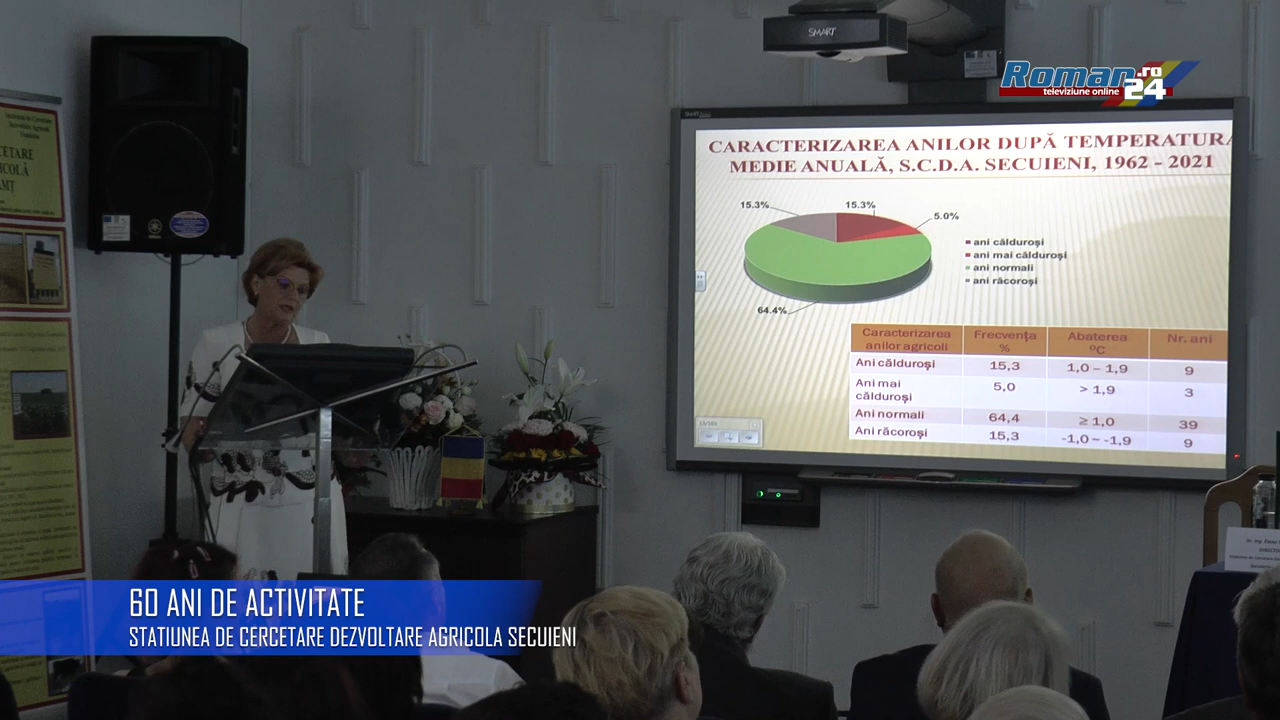 SMART
Roman24.ro
televiziune online
CETARE
CARACTERIZAREA ANILOR DUPĂ TEMPERATURA
MEDIE ANUALĂ, S.C.D.A. SECUIENI, 1962 - 2021
15.3%
15.3%
5.0%
64.4%
ani călduroși
ani mai călduroși
ani normali
ani răcoroși
Caracterizarea anilor agricoli Frecvența % Abaterea ºC Nr. ani
Ani călduroși 15,3 1,0 – 1,9 9
Ani mai călduroși 5,0 > 1,9 3
Ani normali 64,4 ≥ 1,0 39
Ani răcoroși 15,3 -1,0 – -1,9 9
60 ANI DE ACTIVITATE
STATIUNEA DE CERCETARE DEZVOLTARE AGRICOLA SECUIENI